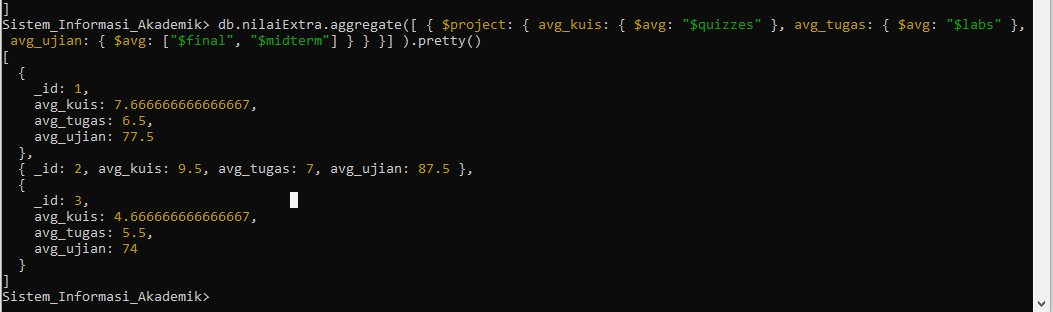 ]
Sistem_Informasi_Akademik> db.nilaiExtra.aggregate([ { $project: { avg_kuis: { $avg: "$quizzes" }, avg_tugas: { $avg: "$labs" },
 avg_ujian: { $avg: ["$final", "$midterm"] } } }] ).pretty()
[
  {
    _id: 1,
    avg_kuis: 7.666666666666667,
    avg_tugas: 6.5,
    avg_ujian: 77.5
  },
  { _id: 2, avg_kuis: 9.5, avg_tugas: 7, avg_ujian: 87.5 },
  {
    _id: 3,
    avg_kuis: 4.666666666666667,
    avg_tugas: 5.5,
    avg_ujian: 74
  }
]
Sistem_Informasi_Akademik>